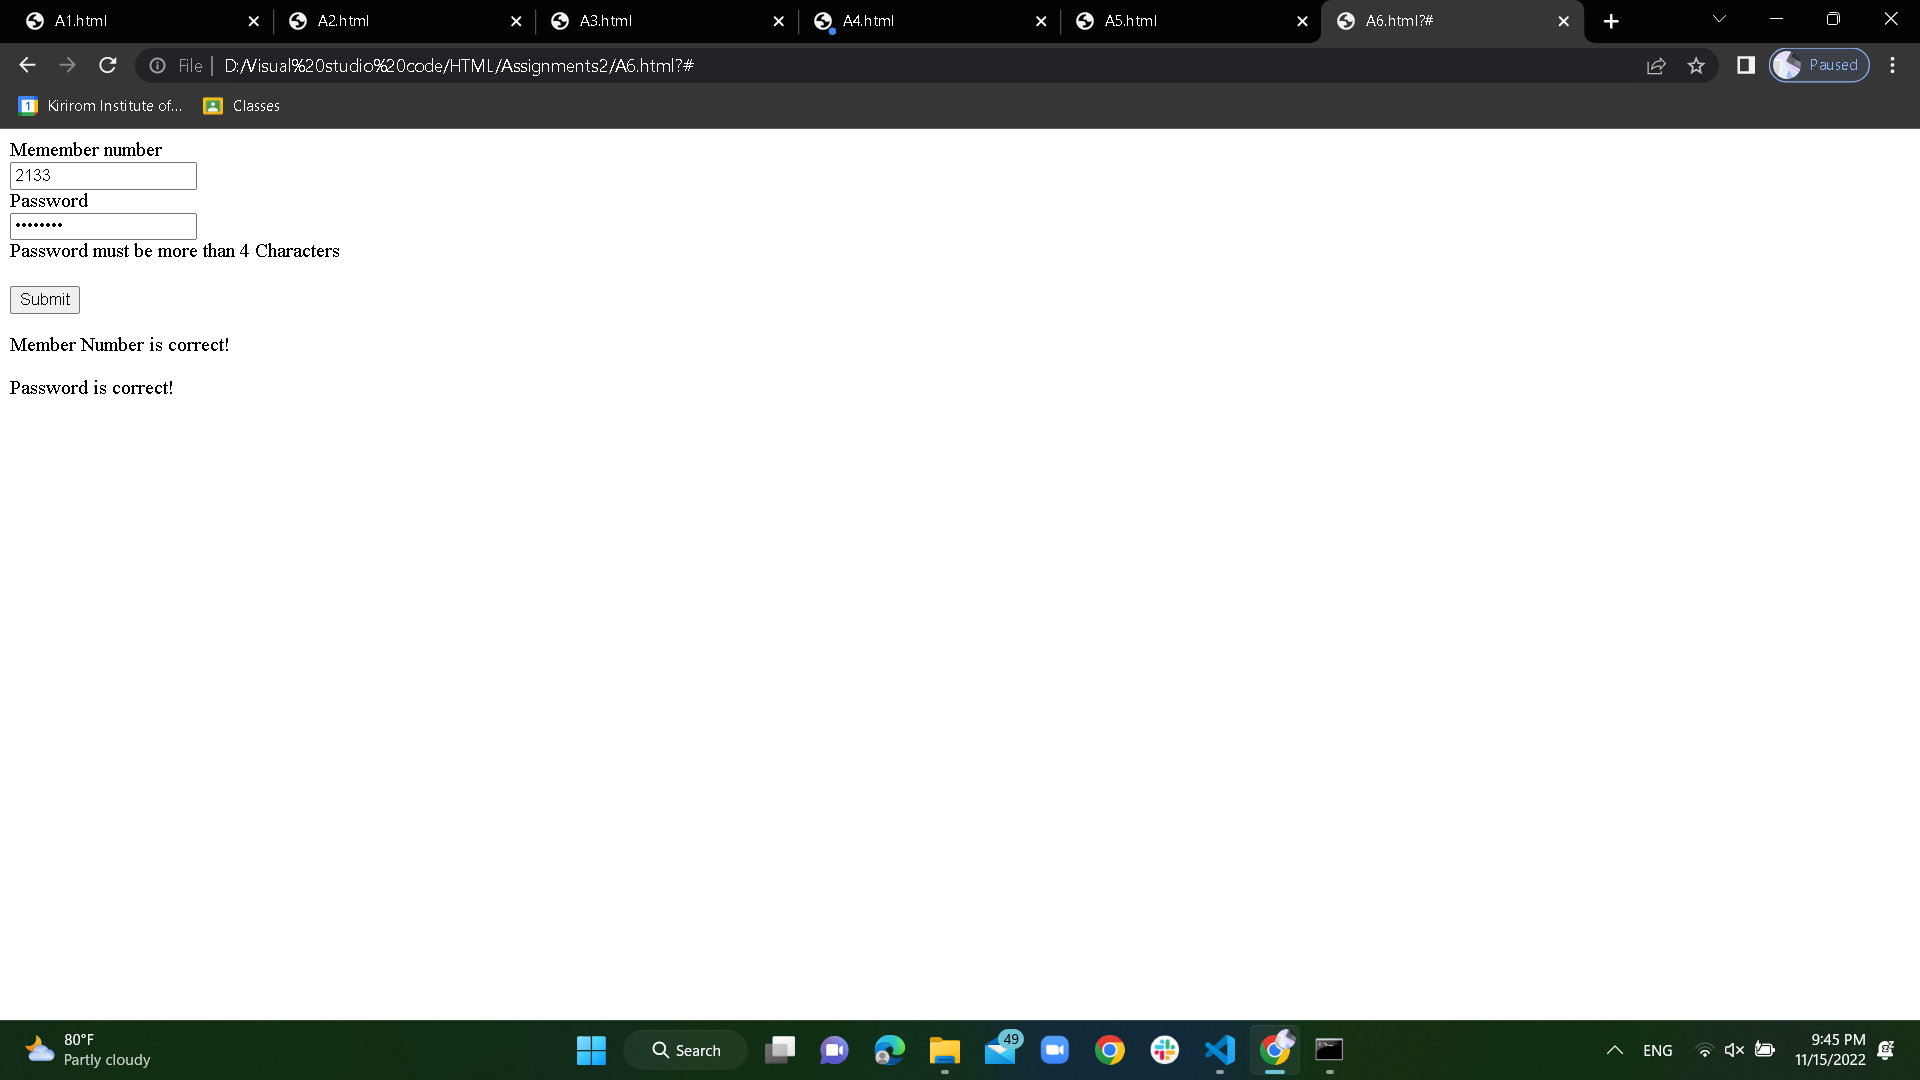 A1.html
A2.html
A3.html
A4.html
A5.html
A6.html?#
File | D:/Visual%20studio%20code/HTML/Assignments2/A6.html?#
Paused
1 Kirirom Institute of...
Classes
Memember number
2133
Password
••••••••
Password must be more than 4 Characters
Submit
Member Number is correct!
Password is correct!
80°F
Partly cloudy
Search
49
ENG
9:45 PM
11/15/2022